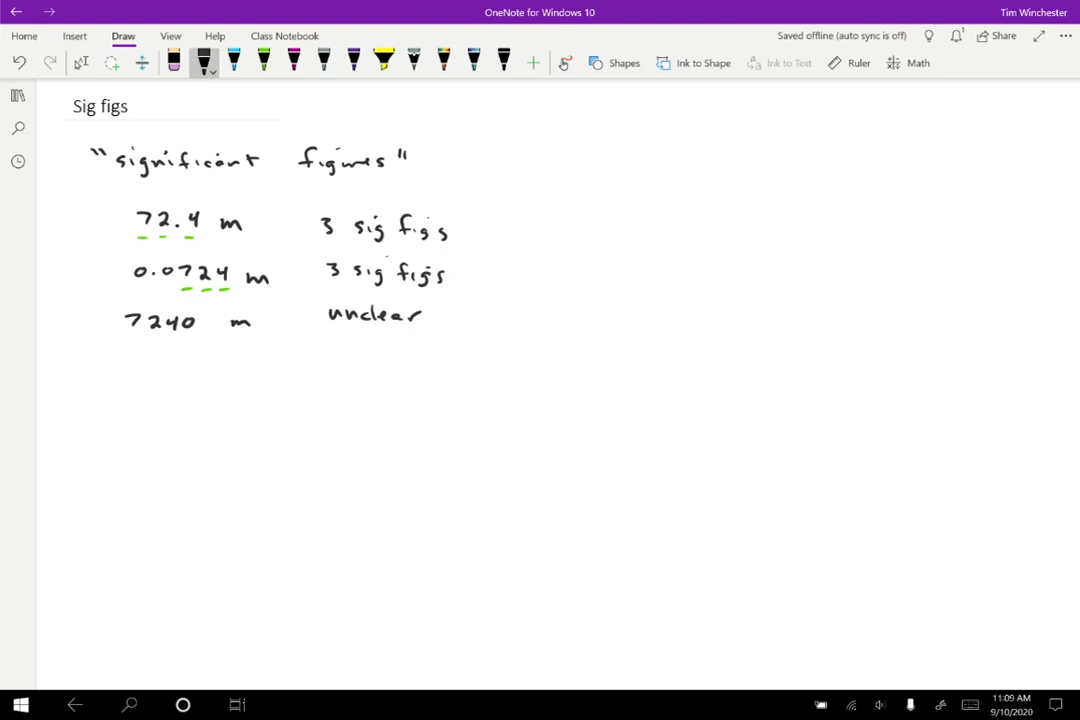 OneNote for Windows 10
Tim Winchester
Home Insert Draw View Help Class Notebook
Saved offline (auto sync is off) Share
Shapes Ink to Shape Ink to Text Ruler Math
Sig figs
"significant figures"
72.4 m 3 sig figs
0.0724 m 3 sig figs
7240 m unclear
11:09 AM
9/10/2020